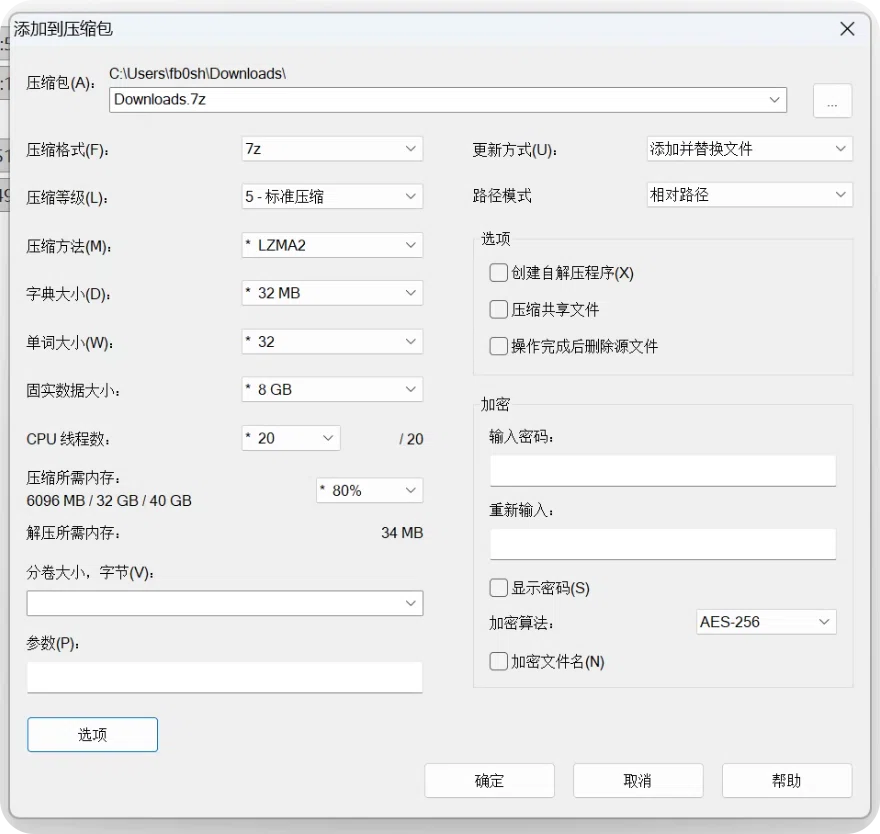 添加到压缩包
压缩包(A):
C:\Users\fb0sh\Downloads\
Downloads.7z
...
压缩格式(F):
7z
压缩等级(L):
5 - 标准压缩
压缩方法(M):
* LZMA2
字典大小(D):
* 32 MB
单词大小(W):
* 32
固实数据大小:
* 8 GB
CPU 线程数:
* 20
/ 20
压缩所需内存:
6096 MB / 32 GB / 40 GB
* 80%
解压所需内存:
34 MB
分卷大小，字节(V):
参数(P):
选项
更新方式(U):
添加并替换文件
路径模式
相对路径
选项
创建自解压程序(X)
压缩共享文件
操作完成后删除源文件
加密
输入密码:
重新输入:
显示密码(S)
加密算法:
AES-256
加密文件名(N)
确定
取消
帮助